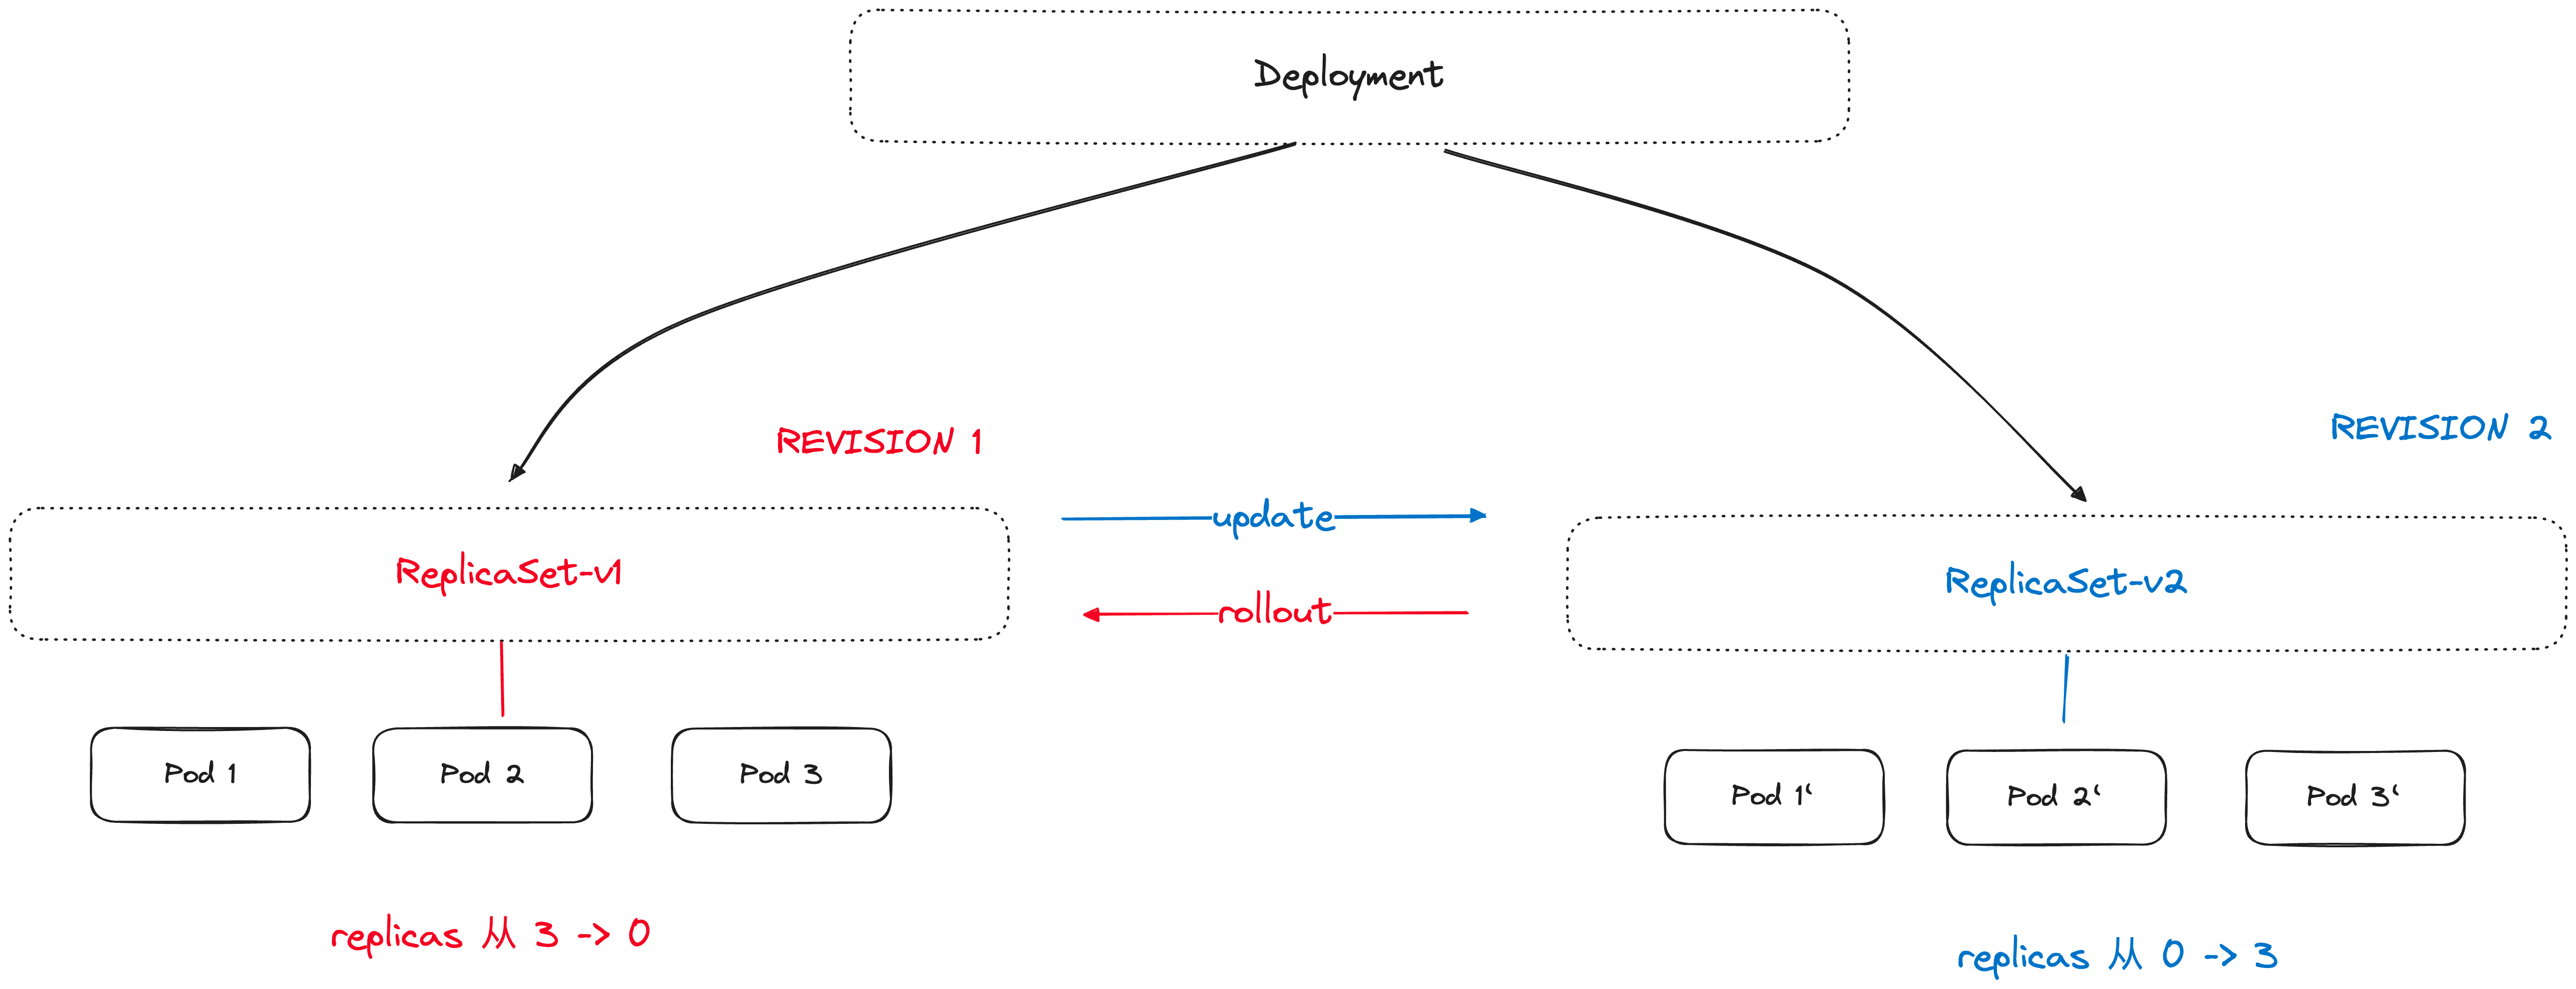 Deployment
REVISION 1
REVISION 2
update
ReplicaSet-v1
ReplicaSet-v2
rollout
Pod 1
Pod 2
Pod 3
Pod 1‘
Pod 2‘
Pod 3‘
replicas 从 3 -> 0
replicas 从 0 -> 3